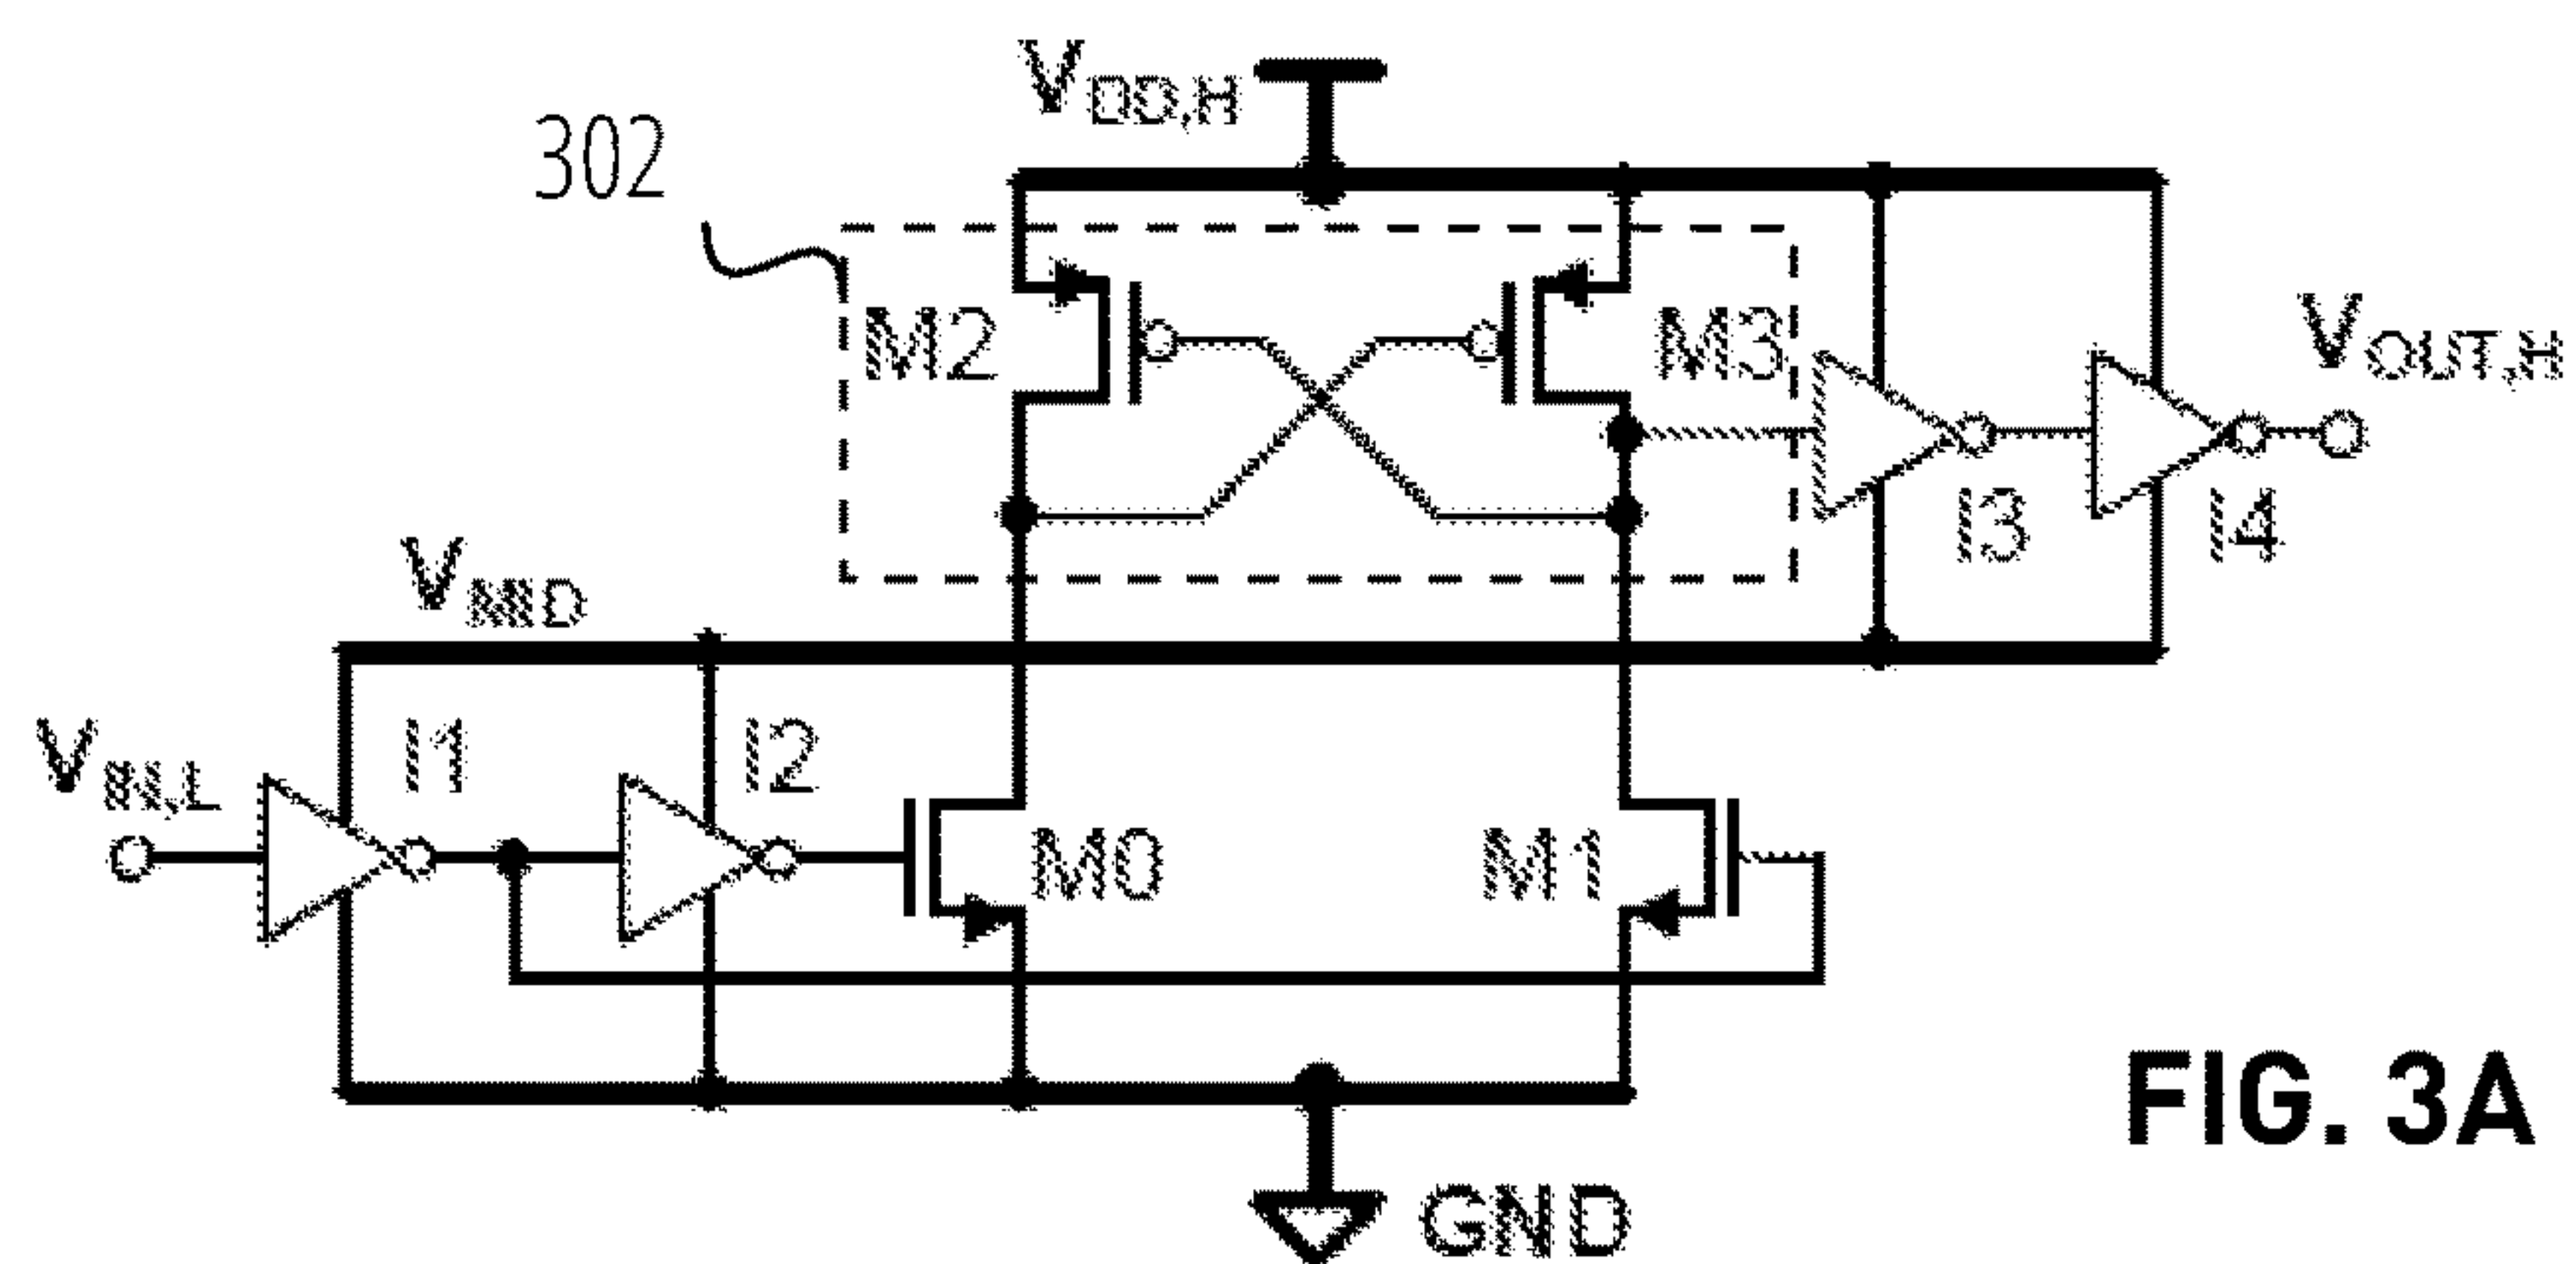 V_DD,H
302
M2
M3
V_OUT,H
I3
I4
V_MID
V_IN,L
I1
I2
M0
M1
FIG. 3A
GND